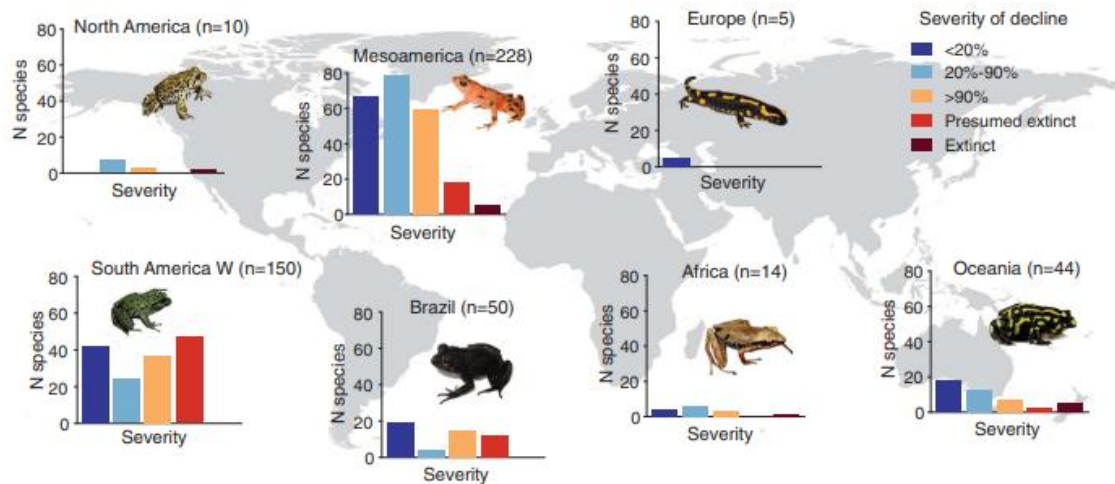 North America (n=10)
80
60
40
20
0
N species
Severity
Mesoamerica (n=228)
80
60
40
20
0
N species
Severity
Europe (n=5)
80
60
40
20
0
N species
Severity
Severity of decline
<20%
20%-90%
>90%
Presumed extinct
Extinct
South America W (n=150)
80
60
40
20
0
N species
Severity
Brazil (n=50)
80
60
40
20
0
N species
Severity
Africa (n=14)
80
60
40
20
0
N species
Severity
Oceania (n=44)
80
60
40
20
0
N species
Severity